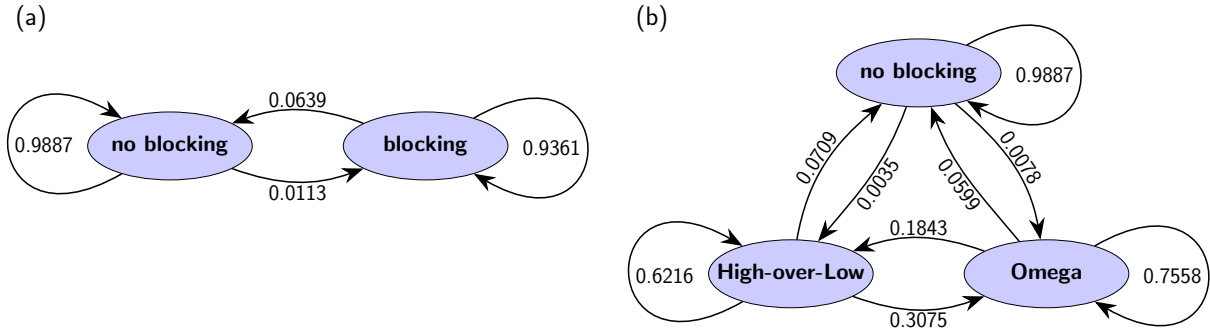 (a)
0.9887
no blocking
0.0639
0.0113
blocking
0.9361
(b)
no blocking
0.9887
0.0709
0.0035
0.0599
0.0078
0.6216
High-over-Low
0.1843
0.3075
Omega
0.7558